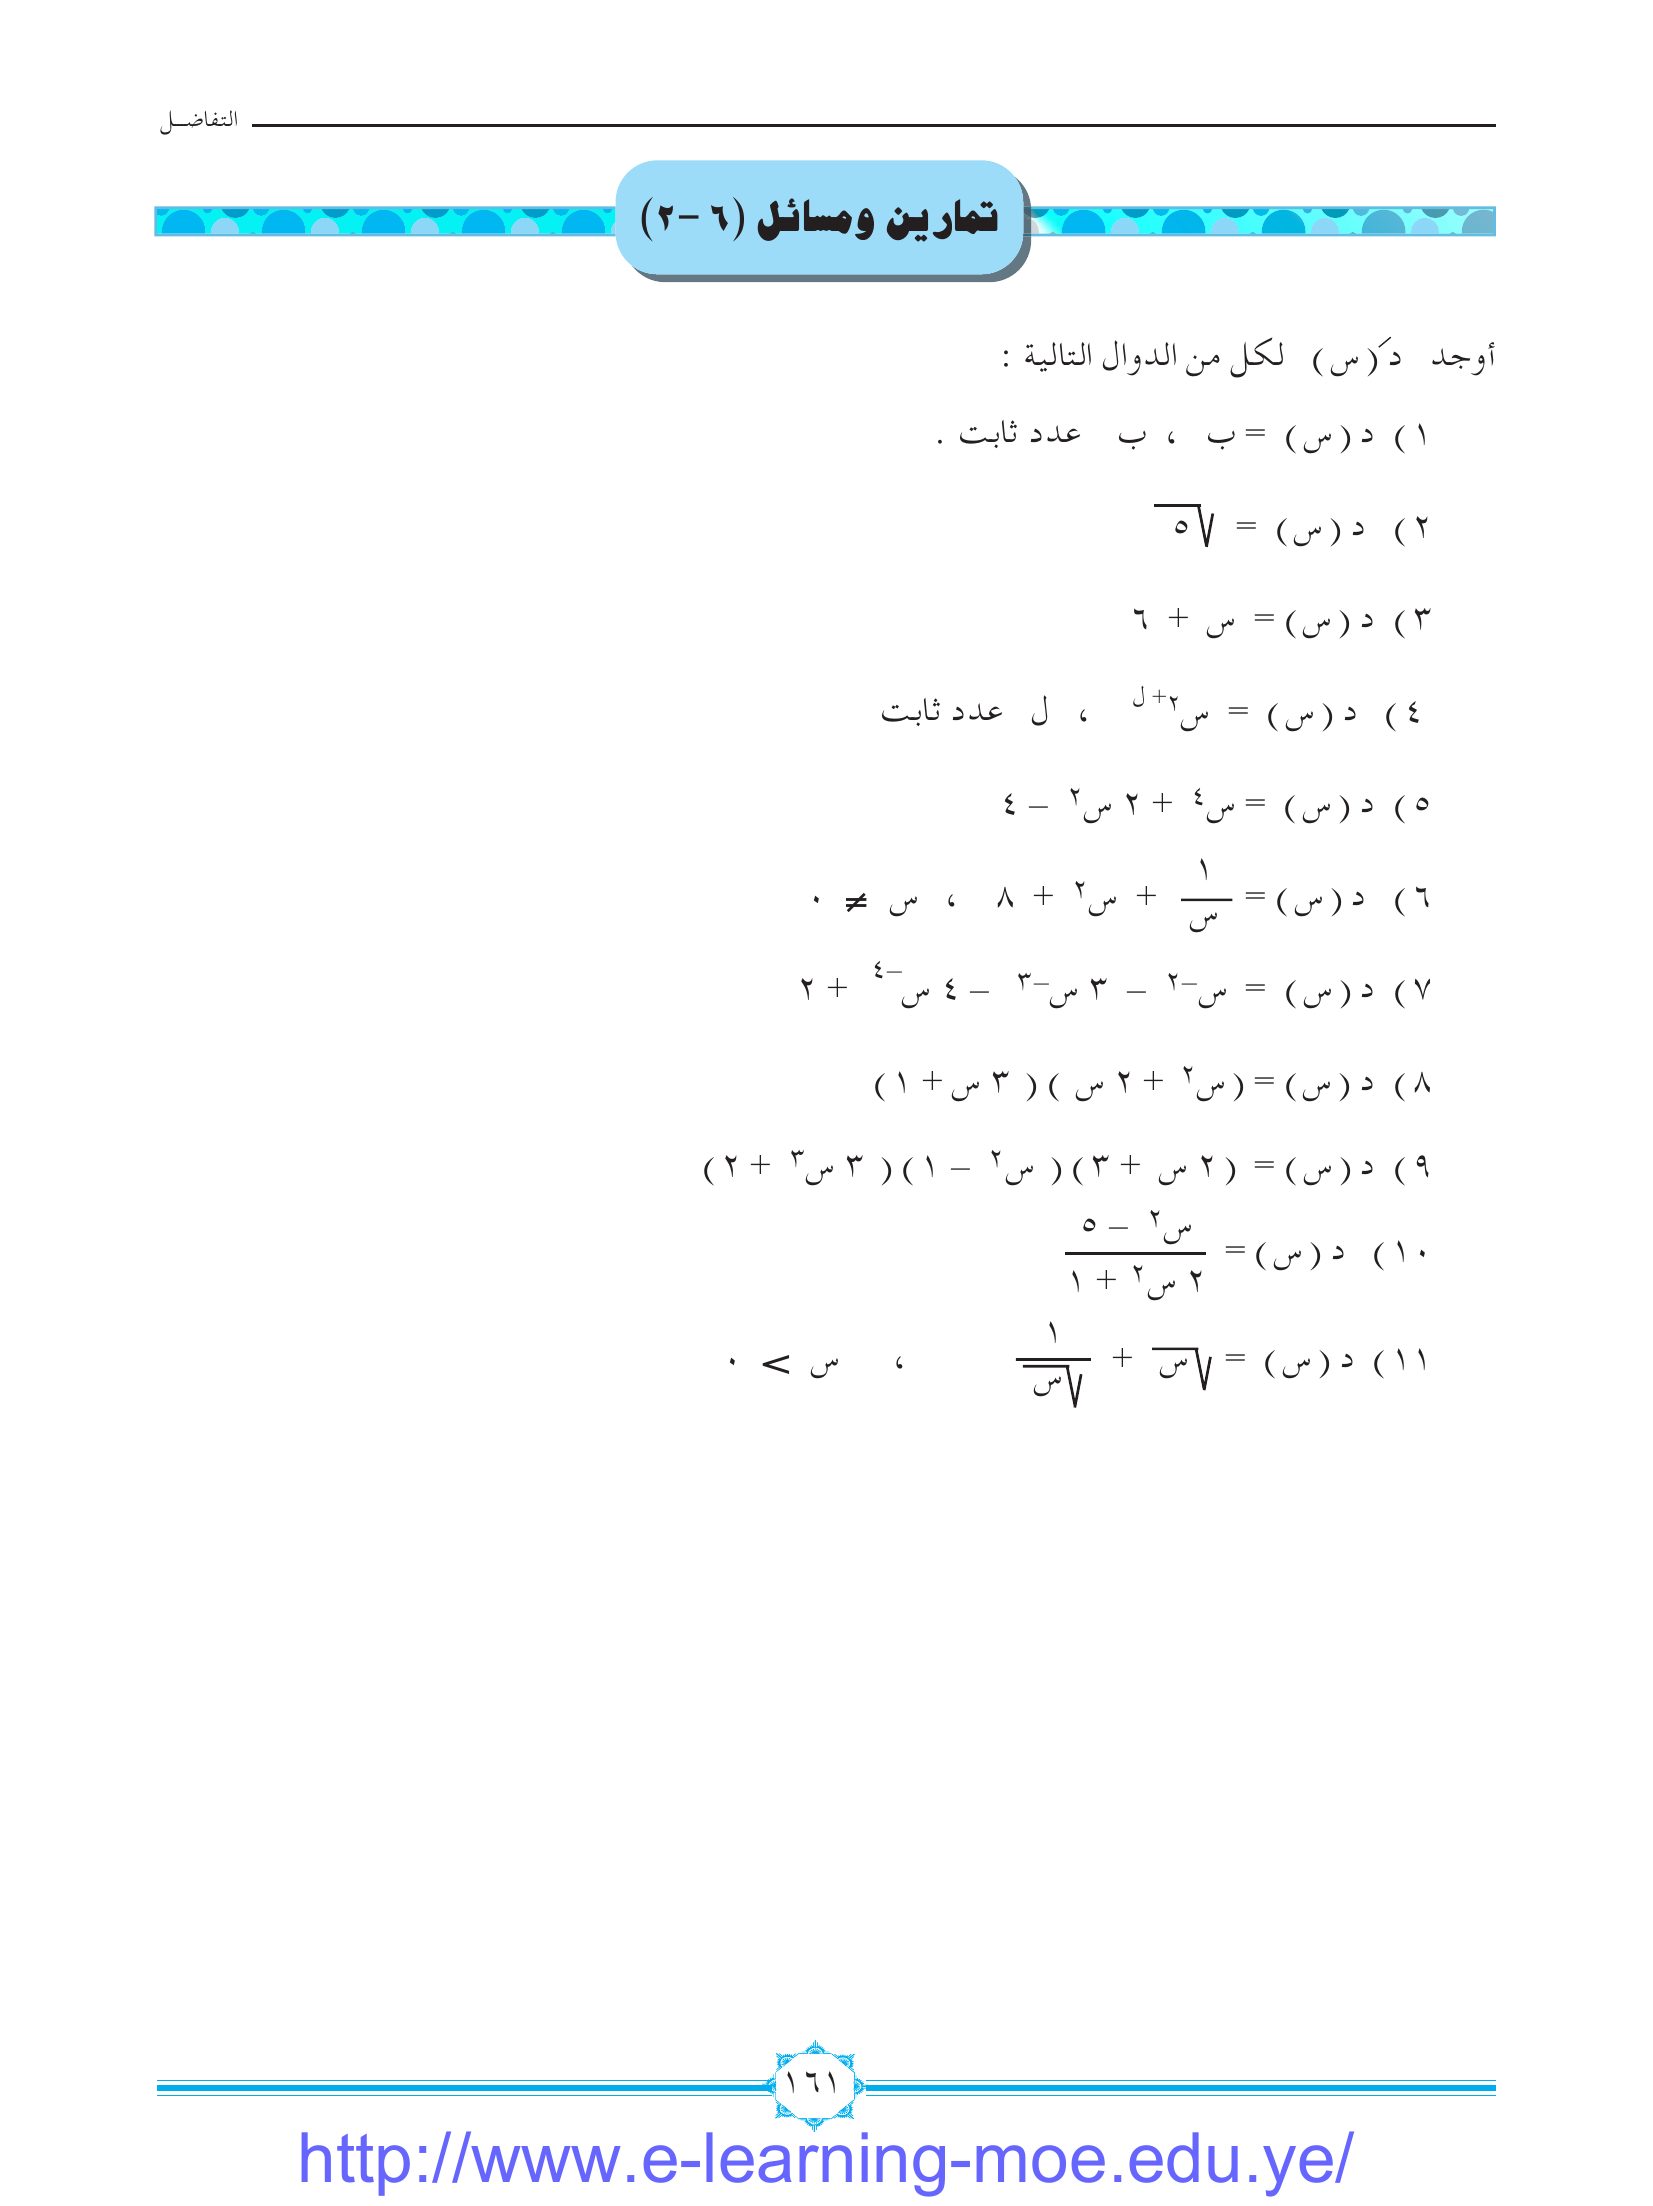 التفاضـل
تمارين ومسائل (٦ -٢)
أوجد دَ (س) لكل من الدوال التالية :
١) د (س) = ب ، ب عدد ثابت .
٢) د (س) = √٥
٣) د (س) = س + ٦
٤) د (س) = س^(٢+ ل) ، ل عدد ثابت
٥) د (س) = س^٤ + ٢ س^٢ – ٤
٦) د (س) = ١/س + س^٢ + ٨ ، س ≠ ٠
٧) د (س) = س^(–٢) – ٣ س^(–٣) – ٤ س^(–٤) + ٢
٨) د (س) = (س^٢ + ٢ س) (٣ س + ١)
٩) د (س) = (٢ س + ٣) (س^٢ – ١) (٣ س^٣ + ٢)
١٠) د (س) = (س^٢ – ٥)/(٢ س^٢ + ١)
١١) د (س) = √س + ١/√س ، س > ٠
١٦١
http://www.e-learning-moe.edu.ye/